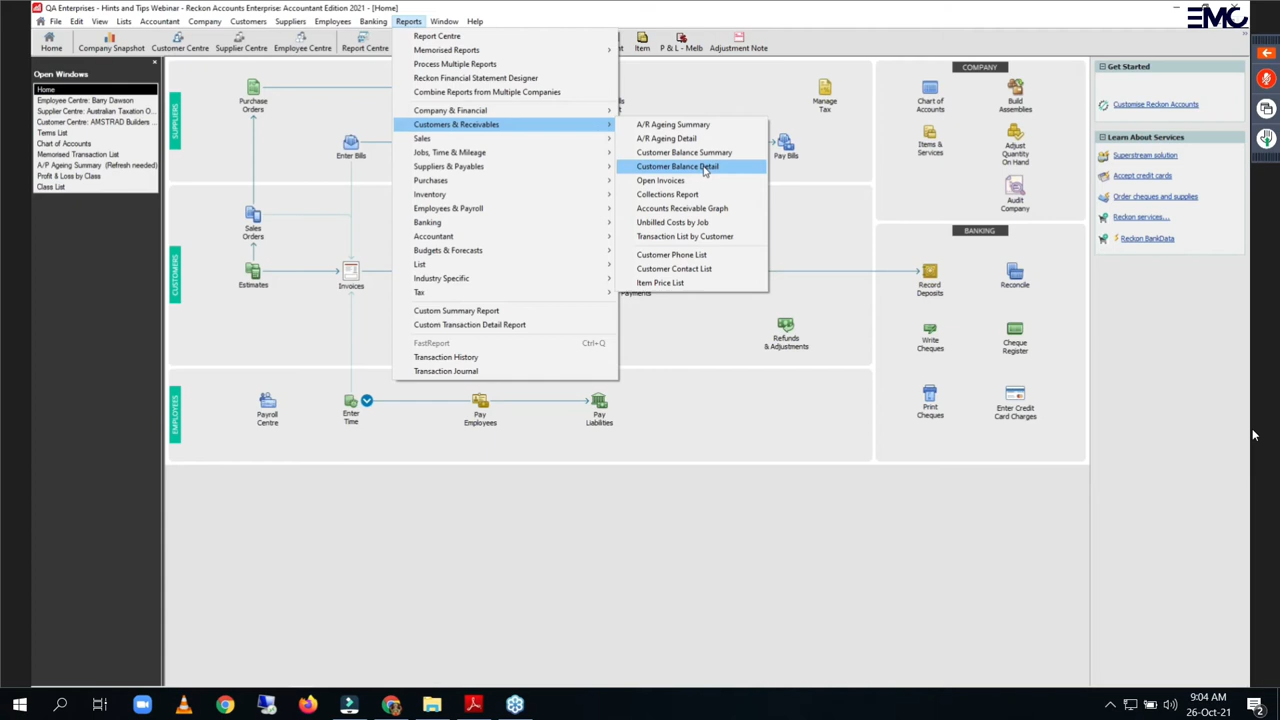 QA Enterprises - Hints and Tips Webinar - Reckon Accounts Enterprise: Accountant Edition 2021 - [Home]
EMC
File Edit View Lists Accountant Company Customers Suppliers Employees Banking Reports Window Help
Home Company Snapshot Customer Centre Supplier Centre Employee Centre Report Centre Item P & L - Melb Adjustment Note
Open Windows
Home
Employee Centre: Barry Dawson
Supplier Centre: Australian Taxation O...
Customer Centre: AMSTRAD Builders ...
Terms List
Chart of Accounts
Memorised Transaction List
A/P Ageing Summary (Refresh needed)
Profit & Loss by Class
Class List
SUPPLIERS
Purchase Orders
Enter Bills
CUSTOMERS
Sales Orders
Estimates
Invoices
EMPLOYEES
Payroll Centre
Enter Time
Pay Employees
Pay Liabilities
Report Centre
Memorised Reports
Process Multiple Reports
Reckon Financial Statement Designer
Combine Reports from Multiple Companies
Company & Financial
Customers & Receivables
Sales
Jobs, Time & Mileage
Suppliers & Payables
Purchases
Inventory
Employees & Payroll
Banking
Accountant
Budgets & Forecasts
List
Industry Specific
Tax
Custom Summary Report
Custom Transaction Detail Report
FastReport Ctrl+Q
Transaction History
Transaction Journal
A/R Ageing Summary
A/R Ageing Detail
Customer Balance Summary
Customer Balance Detail
Open Invoices
Collections Report
Accounts Receivable Graph
Unbilled Costs by Job
Transaction List by Customer
Customer Phone List
Customer Contact List
Item Price List
Payments
Manage Tax
Pay Bills
Refunds & Adjustments
COMPANY
Chart of Accounts
Build Assemblies
Items & Services
Adjust Quantity On Hand
Audit Company
BANKING
Record Deposits
Reconcile
Write Cheques
Cheque Register
Print Cheques
Enter Credit Card Charges
Get Started
Customise Reckon Accounts
Learn About Services
Superstream solution
Accept credit cards
Order cheques and supplies
Reckon services...
Reckon BankData
9:04 AM
26-Oct-21
2